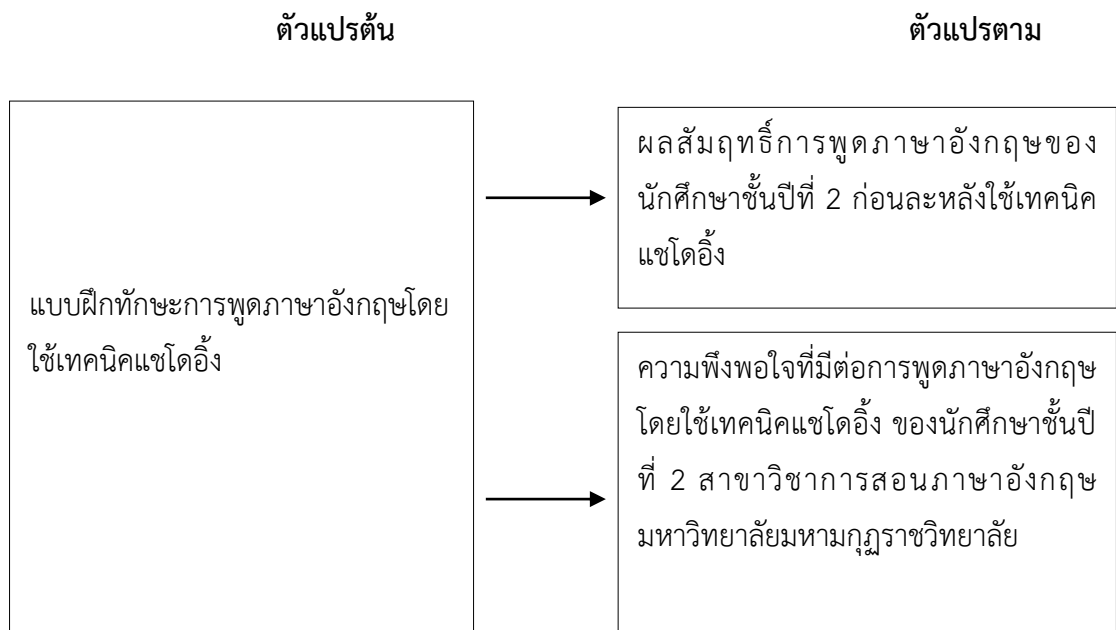 ตัวแปรต้น
ตัวแปรตาม
แบบฝึกทักษะการพูดภาษาอังกฤษโดย
ใช้เทคนิคแชโดอิ้ง
ผลสัมฤทธิ์การพูดภาษาอังกฤษของ
นักศึกษาชั้นปีที่ 2 ก่อนละหลังใช้เทคนิค
แชโดอิ้ง
ความพึงพอใจที่มีต่อการพูดภาษาอังกฤษ
โดยใช้เทคนิคแชโดอิ้ง ของนักศึกษาชั้นปี
ที่ 2 สาขาวิชาการสอนภาษาอังกฤษ
มหาวิทยาลัยมหามกุฏราชวิทยาลัย